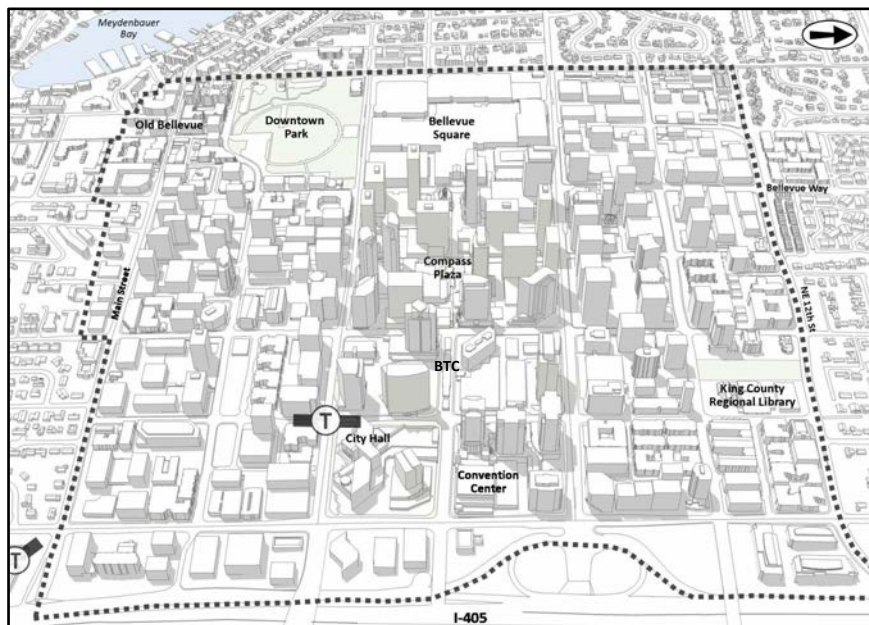 Meydenbauer
Bay
Old Bellevue
Downtown
Park
Bellevue
Square
Bellevue Way
Compass
Plaza
Main Street
NE 12th St
BTC
King County
Regional Library
T
City Hall
Convention
Center
T
I-405